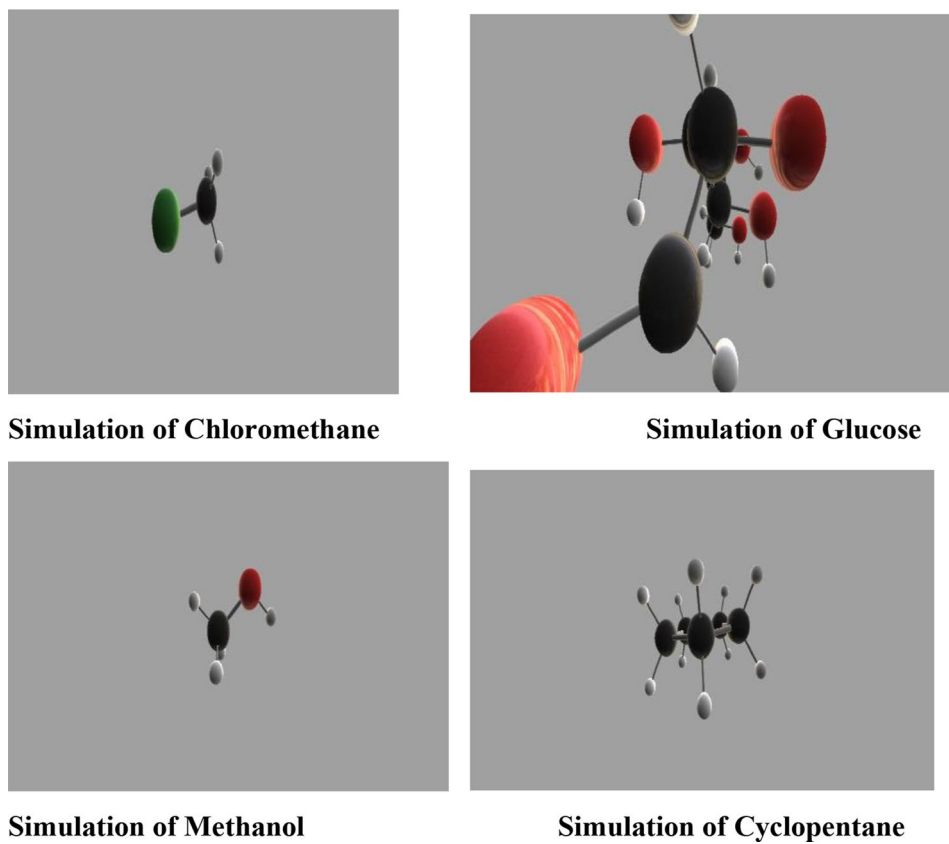 Simulation of Chloromethane
Simulation of Glucose
Simulation of Methanol
Simulation of Cyclopentane